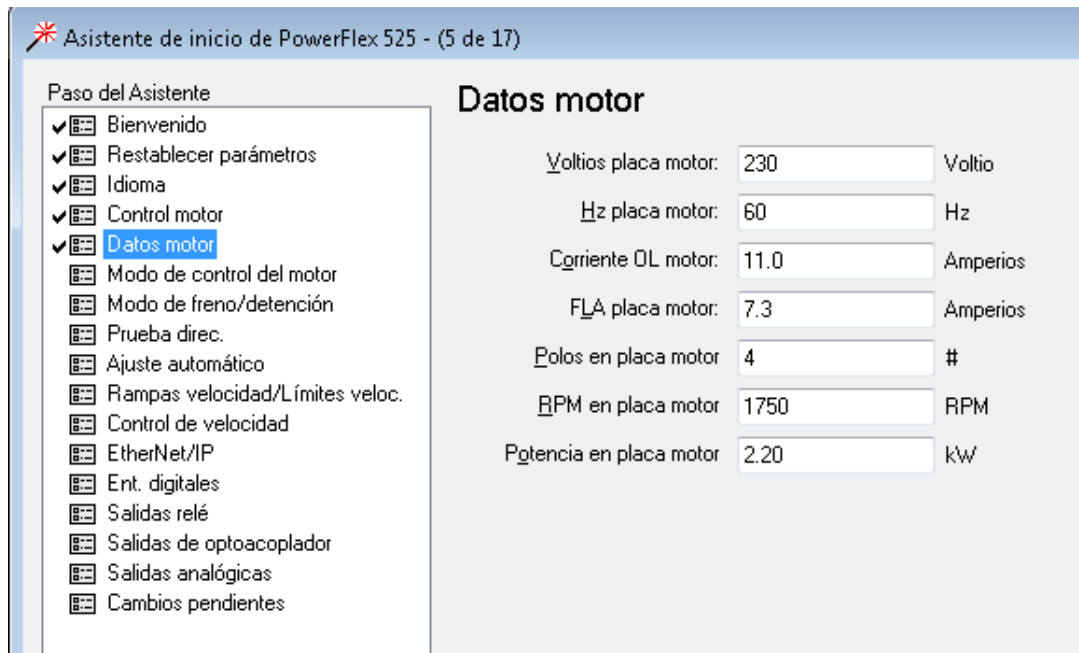 Asistente de inicio de PowerFlex 525 - (5 de 17)
Paso del Asistente
Bienvenido
Restablecer parámetros
Idioma
Control motor
Datos motor
Modo de control del motor
Modo de freno/detención
Prueba direc.
Ajuste automático
Rampas velocidad/Límites veloc.
Control de velocidad
EtherNet/IP
Ent. digitales
Salidas relé
Salidas de optoacoplador
Salidas analógicas
Cambios pendientes
Datos motor
Voltios placa motor: 230 Voltio
Hz placa motor: 60 Hz
Corriente OL motor: 11.0 Amperios
FLA placa motor: 7.3 Amperios
Polos en placa motor 4 #
RPM en placa motor 1750 RPM
Potencia en placa motor 2.20 kW